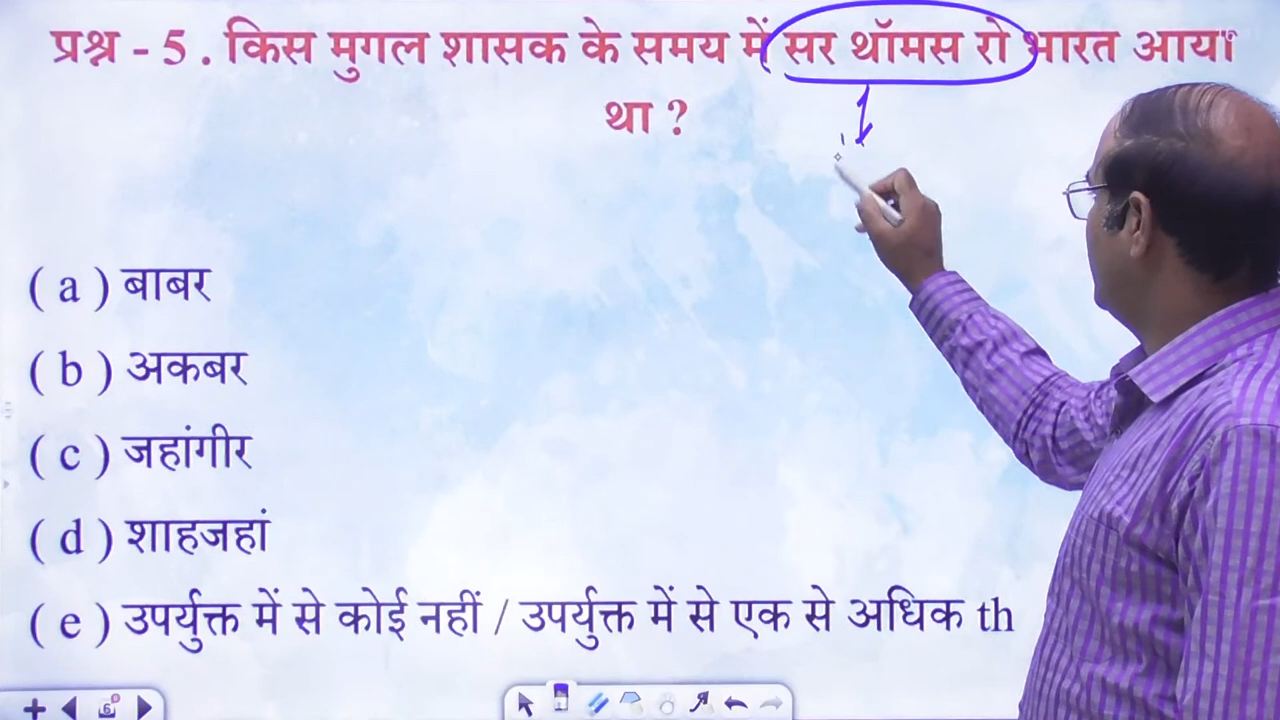 प्रश्न - 5 . किस मुगल शासक के समय में सर थॉमस रो भारत आया
था ?
( a ) बाबर
( b ) अकबर
( c ) जहांगीर
( d ) शाहजहां
( e ) उपर्युक्त में से कोई नहीं / उपर्युक्त में से एक से अधिक th
6